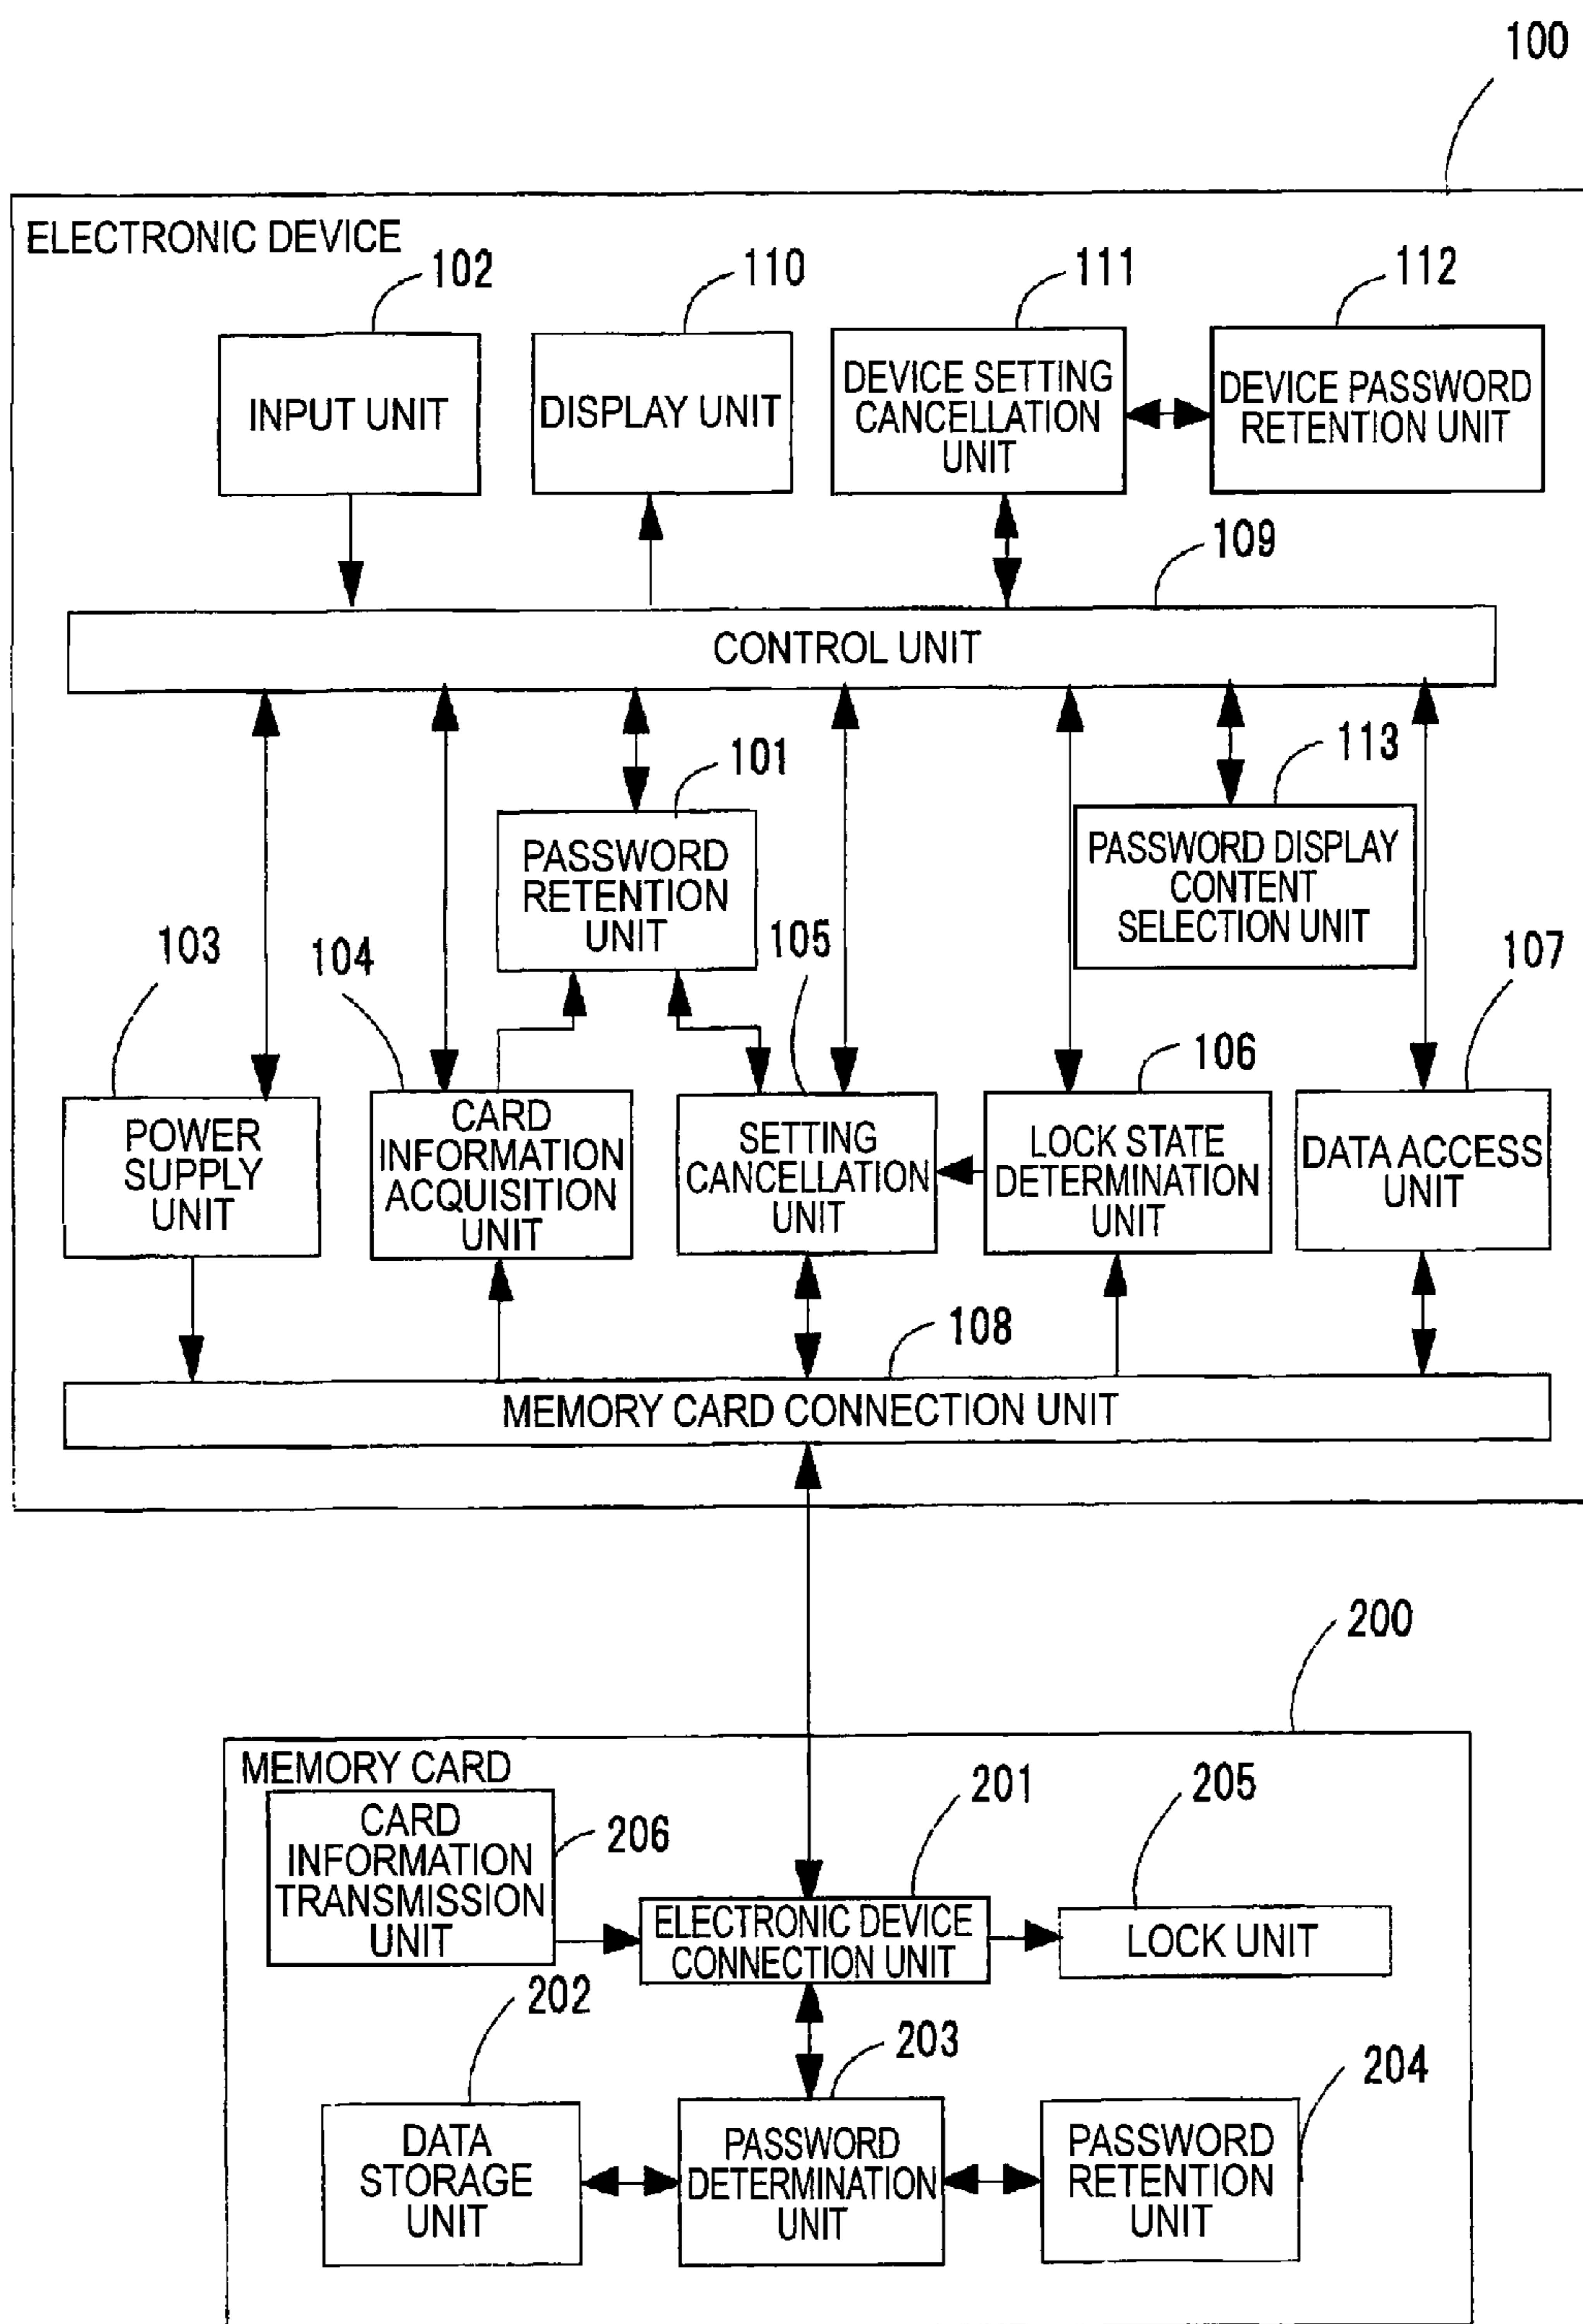 100
ELECTRONIC DEVICE
102
110
111
112
INPUT UNIT
DISPLAY UNIT
DEVICE SETTING
CANCELLATION
UNIT
DEVICE PASSWORD
RETENTION UNIT
109
CONTROL UNIT
101
113
PASSWORD
RETENTION
UNIT
PASSWORD DISPLAY
CONTENT
SELECTION UNIT
103
104
105
106
107
POWER
SUPPLY
UNIT
CARD
INFORMATION
ACQUISITION
UNIT
SETTING
CANCELLATION
UNIT
LOCK STATE
DETERMINATION
UNIT
DATA ACCESS
UNIT
108
MEMORY CARD CONNECTION UNIT
200
MEMORY CARD
201
205
206
CARD
INFORMATION
TRANSMISSION
UNIT
ELECTRONIC DEVICE
CONNECTION UNIT
LOCK UNIT
202
203
204
DATA
STORAGE
UNIT
PASSWORD
DETERMINATION
UNIT
PASSWORD
RETENTION
UNIT